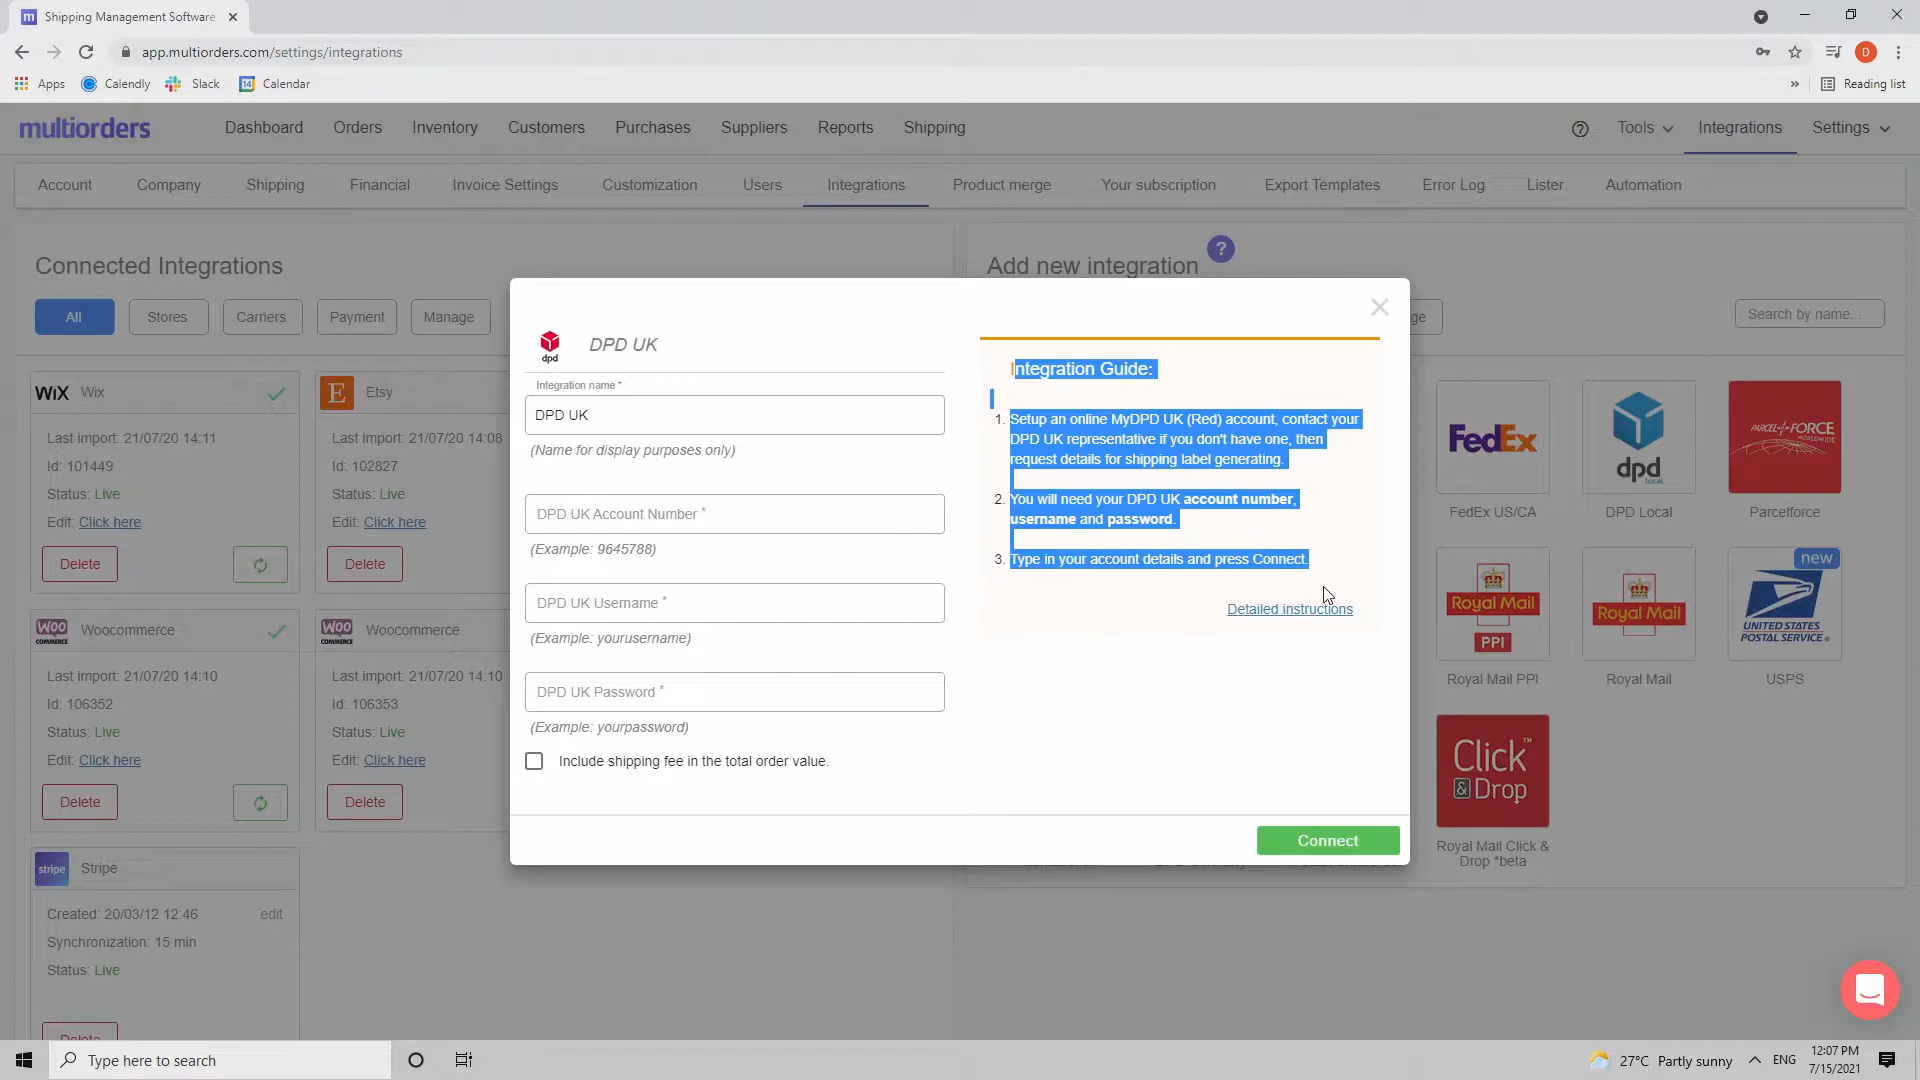 Shipping Management Software
app.multiorders.com/settings/integrations
D
Apps
Calendly
Slack
14
Calendar
»
Reading list
multiorders
Dashboard
Orders
Inventory
Customers
Purchases
Suppliers
Reports
Shipping
Tools
Integrations
Settings
Account
Company
Shipping
Financial
Invoice Settings
Customization
Users
Integrations
Product merge
Your subscription
Export Templates
Error Log
Lister
Automation
Connected Integrations
Add new integration
?
All
Stores
Carriers
Payment
Manage
ge
Search by name...
WiX Wix
Last import: 21/07/20 14:11
Id: 101449
Status: Live
Edit: Click here
Delete
E Etsy
Last import: 21/07/20 14:08
Id: 102827
Status: Live
Edit: Click here
Delete
WOO COMMERCE Woocommerce
Last import: 21/07/20 14:10
Id: 106352
Status: Live
Edit: Click here
Delete
WOO COMMERCE Woocommerce
Last import: 21/07/20 14:10
Id: 106353
Status: Live
Edit: Click here
Delete
stripe Stripe
Created: 20/03/12 12:46 edit
Synchronization: 15 min
Status: Live
Delete
dpd
DPD UK
Integration name *
DPD UK
(Name for display purposes only)
DPD UK Account Number *
(Example: 9645788)
DPD UK Username *
(Example: yourusername)
DPD UK Password *
(Example: yourpassword)
Include shipping fee in the total order value.
Integration Guide:
1. Setup an online MyDPD UK (Red) account, contact your
DPD UK representative if you don't have one, then
request details for shipping label generating.
2. You will need your DPD UK account number,
username and password.
3. Type in your account details and press Connect.
Detailed instructions
Connect
FedEx
FedEx US/CA
dpd local
DPD Local
PARCEL FORCE
WORLDWIDE
Parcelforce
Royal Mail
PPI
Royal Mail PPI
Royal Mail
Royal Mail
new
UNITED STATES
POSTAL SERVICE
USPS
Click™
& Drop
Royal Mail Click &
Drop *beta
Type here to search
27°C Partly sunny
ENG
12:07 PM
7/15/2021